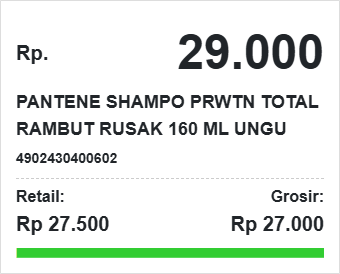 Rp. 29.000
PANTENE SHAMPO PRWTN TOTAL
RAMBUT RUSAK 160 ML UNGU
4902430400602
Retail: Grosir:
Rp 27.500 Rp 27.000